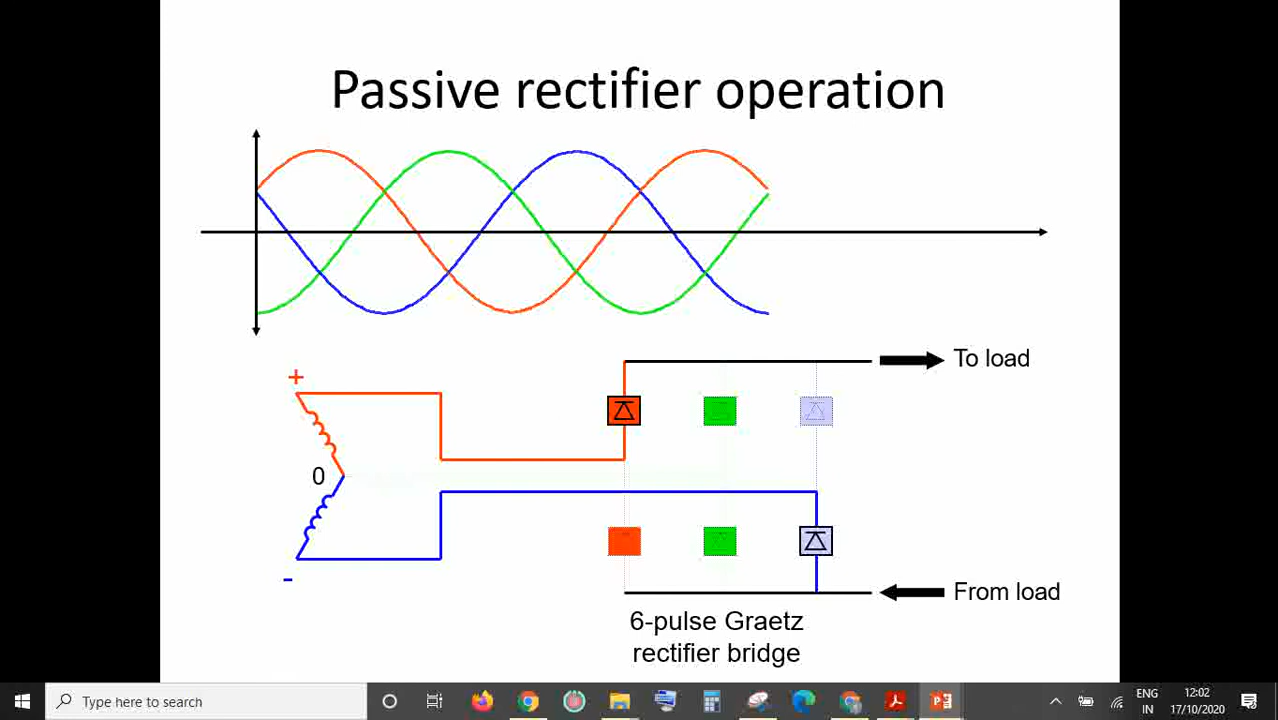 Passive rectifier operation
To load
+
0
-
From load
6-pulse Graetz
rectifier bridge
Type here to search
ENG
IN
12:02
17/10/2020